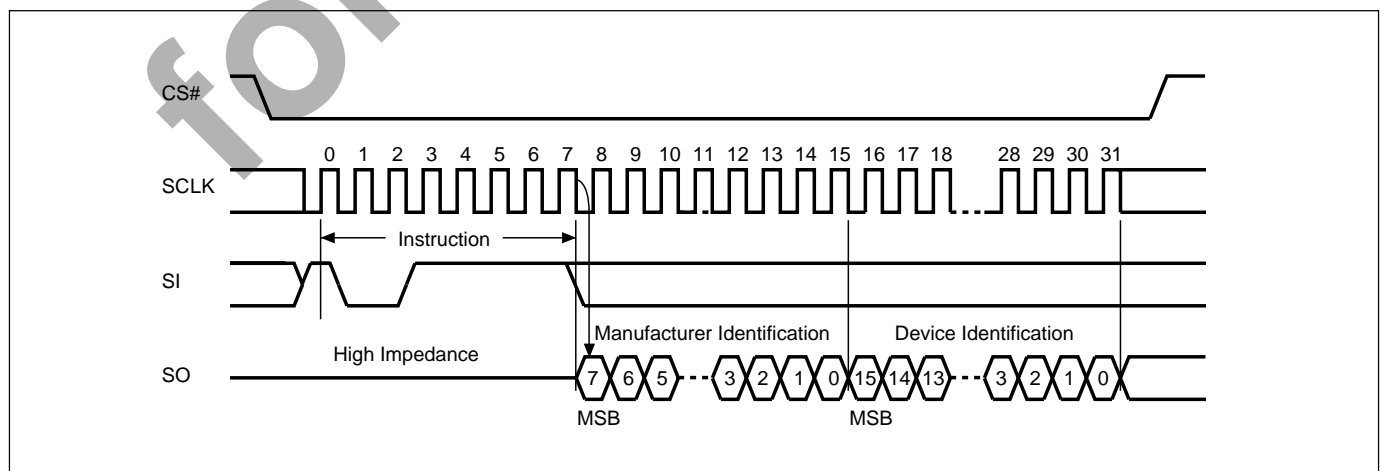 for
CS#
0 1 2 3 4 5 6 7 8 9 10 11 12 13 14 15 16 17 18 28 29 30 31
SCLK
Instruction
SI
Manufacturer Identification Device Identification
High Impedance
SO 7 6 5 3 2 1 0 15 14 13 3 2 1 0
MSB MSB